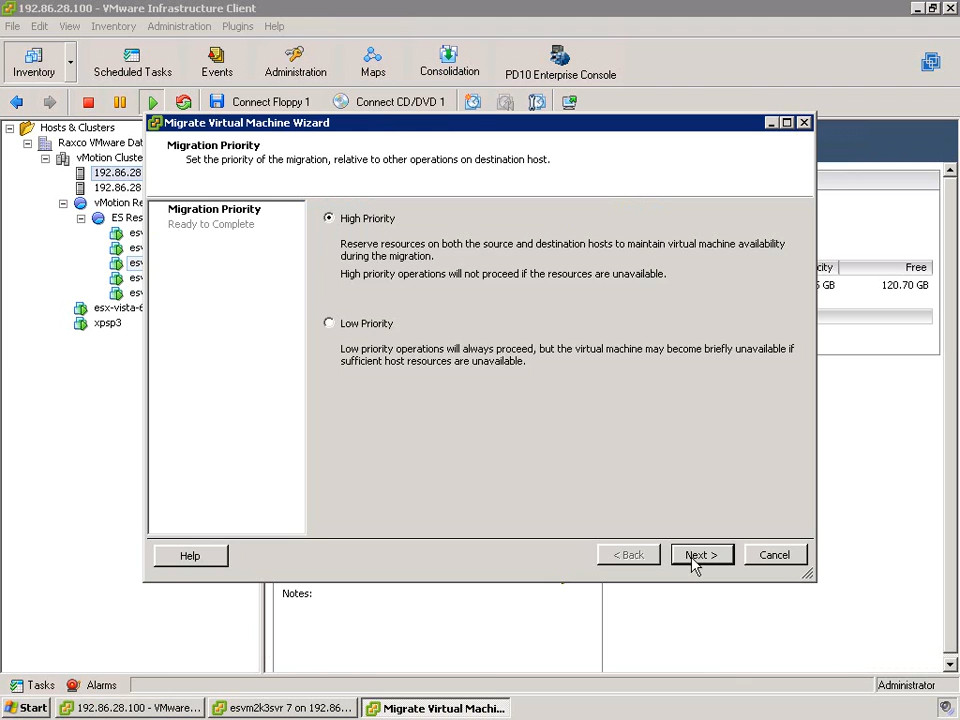 192.86.28.100 - VMware Infrastructure Client
File Edit View Inventory Administration Plugins Help
Inventory Scheduled Tasks Events Administration Maps Consolidation PD10 Enterprise Console
Connect Floppy 1 Connect CD/DVD 1
Hosts & Clusters
Raxco VMware Dat
vMotion Cluste
192.86.28
192.86.28
vMotion Re
ES Res
esv
esv
esv
esv
esv
esx-vista-6
xpsp3
Migrate Virtual Machine Wizard
Migration Priority
Set the priority of the migration, relative to other operations on destination host.
Migration Priority
Ready to Complete
High Priority
Reserve resources on both the source and destination hosts to maintain virtual machine availability
during the migration.
High priority operations will not proceed if the resources are unavailable.
Low Priority
Low priority operations will always proceed, but the virtual machine may become briefly unavailable if
sufficient host resources are unavailable.
Help < Back Next > Cancel
city Free
GB 120.70 GB
Notes:
Tasks Alarms Administrator
Start 192.86.28.100 - VMware... esvm2k3svr 7 on 192.86... Migrate Virtual Machi...